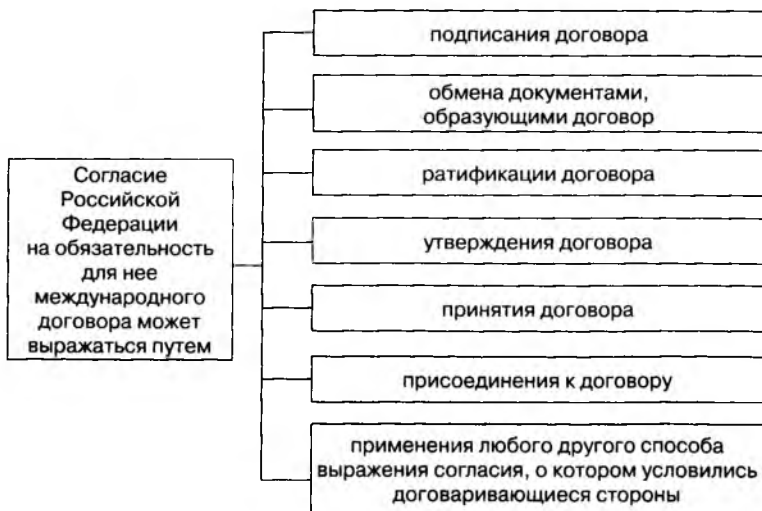 Согласие
Российской
Федерации
на обязательность
для нее
международного
договора может
выражаться путем
подписания договора
обмена документами,
образующими договор
ратификации договора
утверждения договора
принятия договора
присоединения к договору
применения любого другого способа
выражения согласия, о котором условились
договаривающиеся стороны